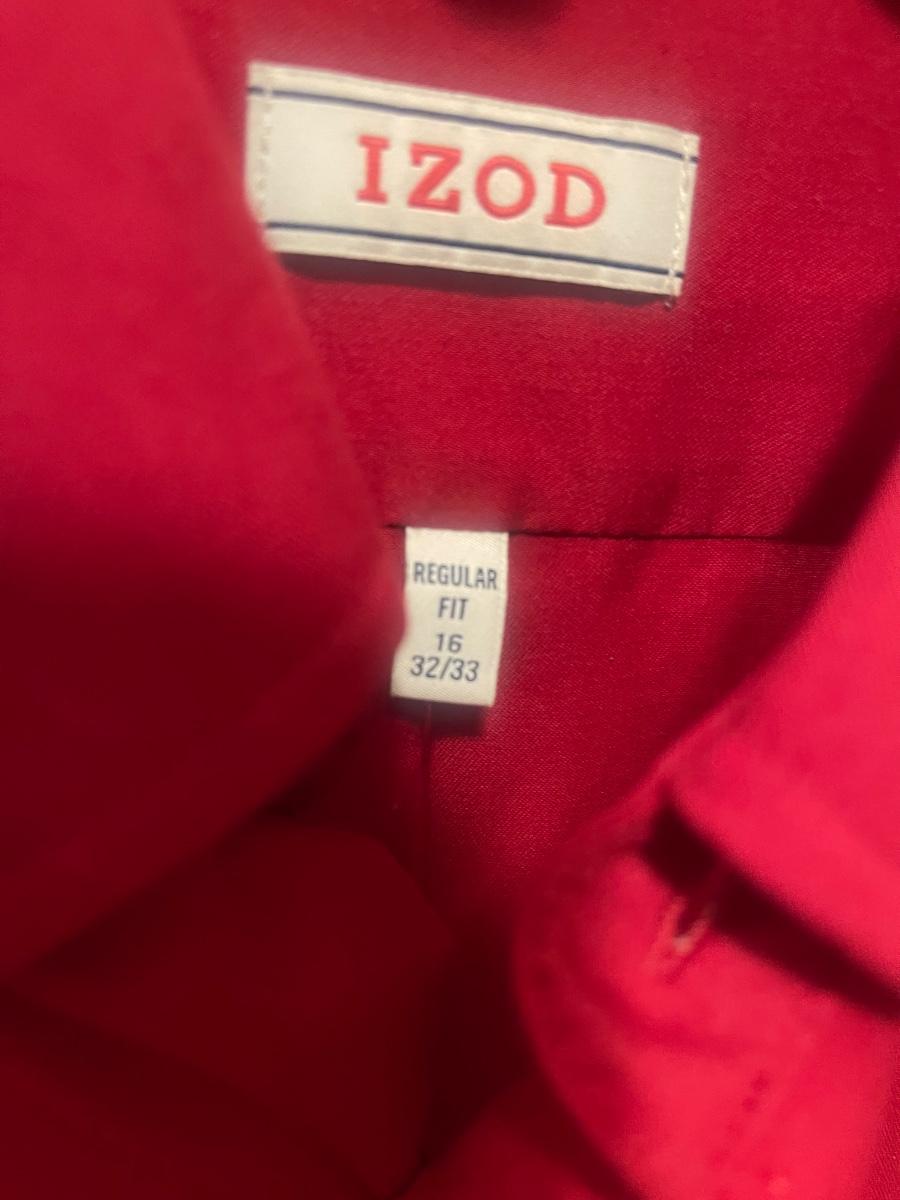 IZOD
REGULAR
FIT
16
32/33